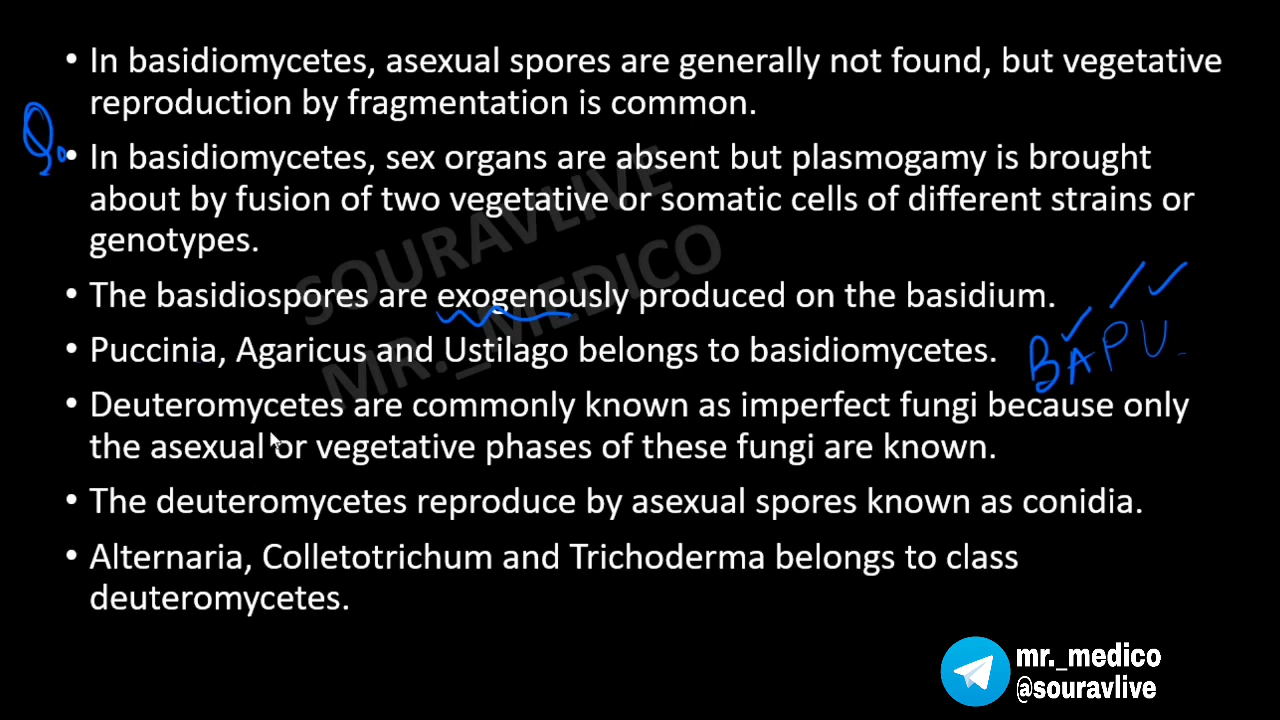 • In basidiomycetes, asexual spores are generally not found, but vegetative
reproduction by fragmentation is common.
Q.
• In basidiomycetes, sex organs are absent but plasmogamy is brought
about by fusion of two vegetative or somatic cells of different strains or
genotypes.
• The basidiospores are exogenously produced on the basidium.
• Puccinia, Agaricus and Ustilago belongs to basidiomycetes.
BAPU
• Deuteromycetes are commonly known as imperfect fungi because only
the asexual or vegetative phases of these fungi are known.
• The deuteromycetes reproduce by asexual spores known as conidia.
• Alternaria, Colletotrichum and Trichoderma belongs to class
deuteromycetes.
SOURAVLIVE
MR._MEDICO
mr._medico
@souravlive